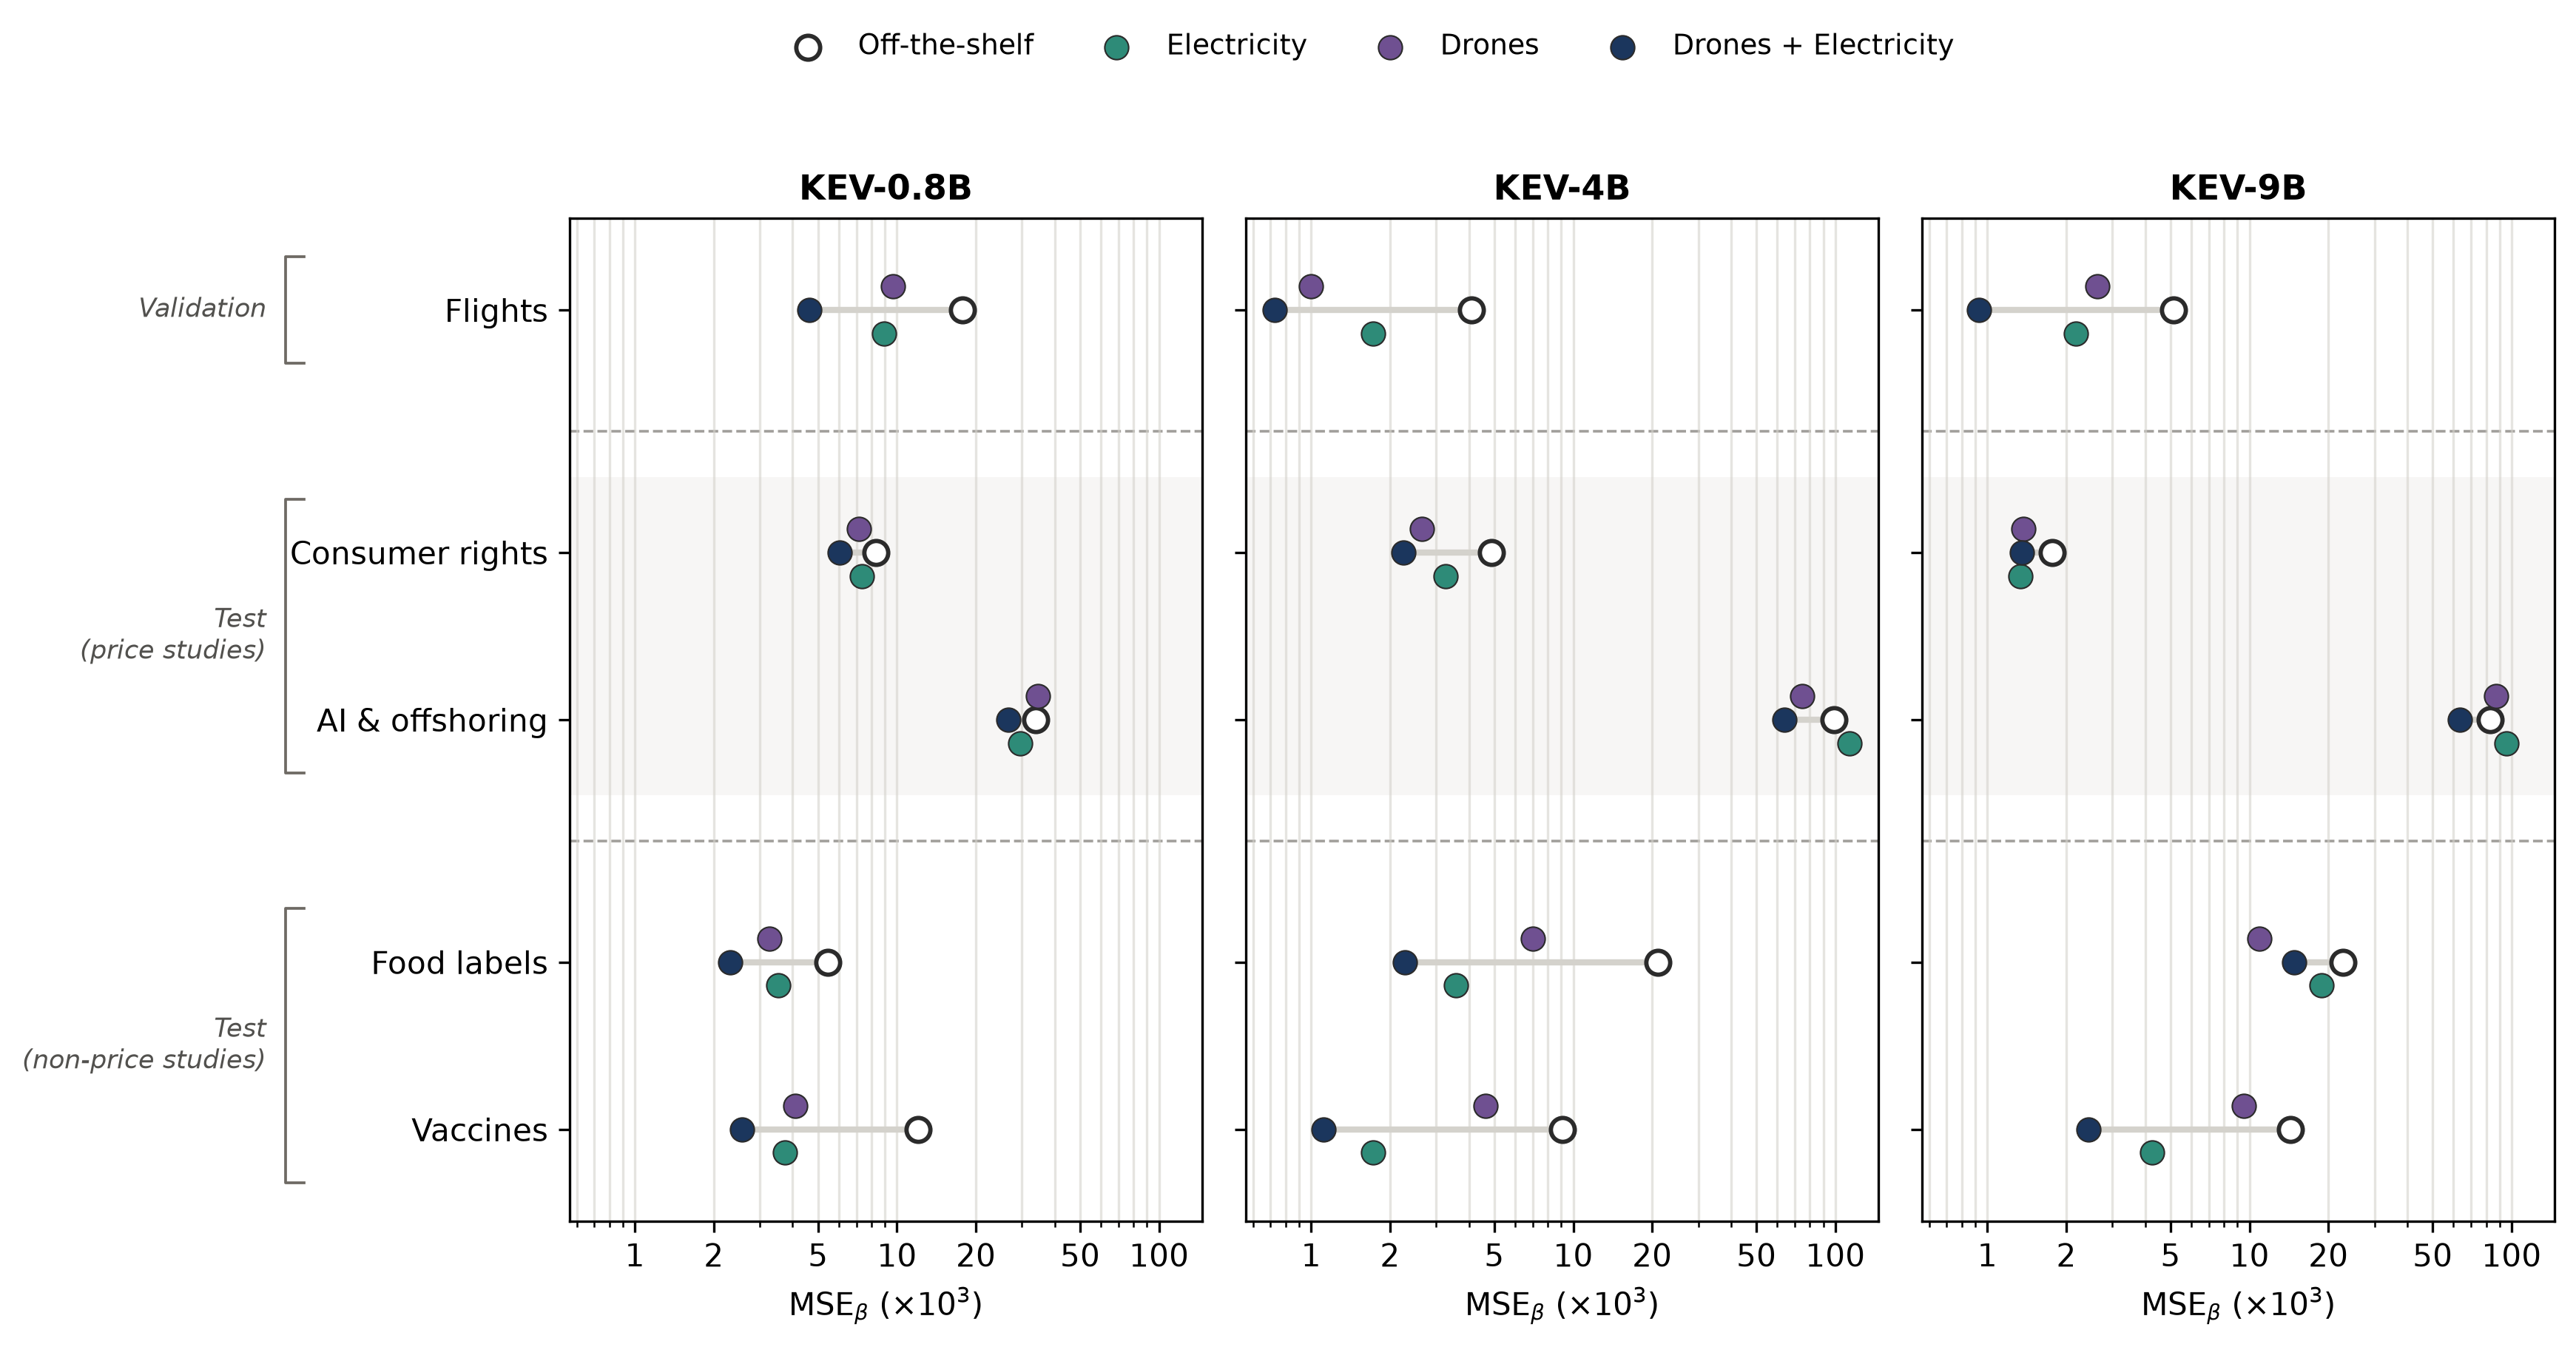 Off-the-shelf Electricity Drones Drones + Electricity
KEV-0.8B KEV-4B KEV-9B
Validation
Flights
Consumer rights
Test
(price studies)
AI & offshoring
Food labels
Test
(non-price studies)
Vaccines
1 2 5 10 20 50 100 1 2 5 10 20 50 100 1 2 5 10 20 50 100
MSEβ (×10³) MSEβ (×10³) MSEβ (×10³)